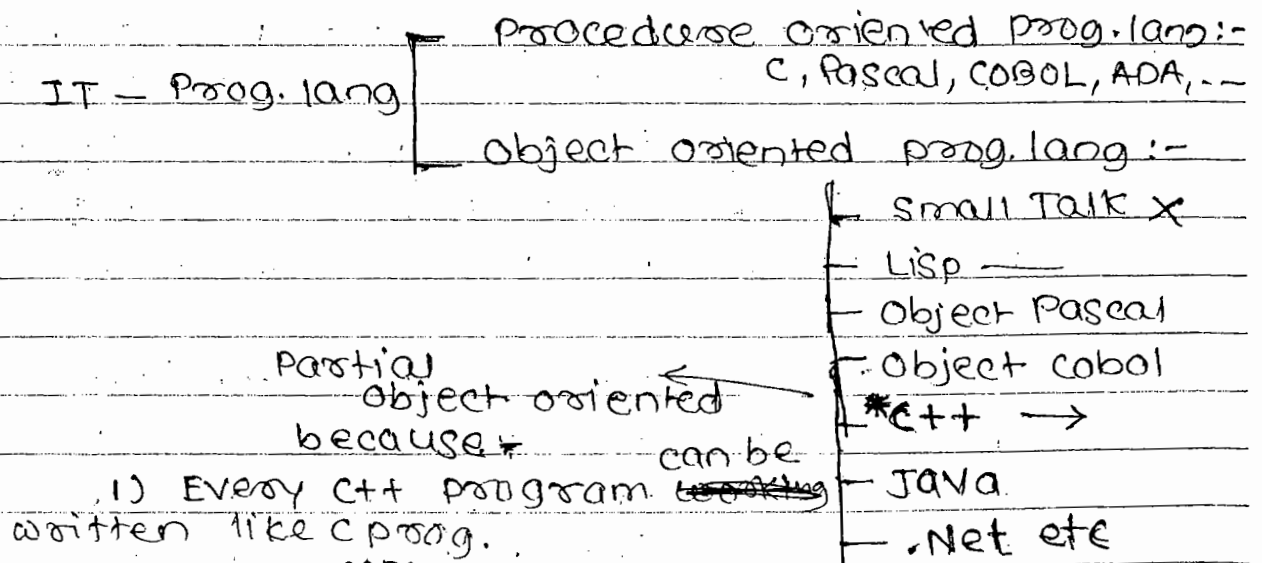 Procedure oriented prog.lang:-
IT - Prog. lang
C, Pascal, COBOL, ADA, . -
Object oriented prog. lang :-
Small Talk ×
Lisp —
Object Pascal
Partial
Object cobol
Object oriented
*C++ →
because
can be
1) Every C++ program
JAVA
written like C prog.
.Net etc